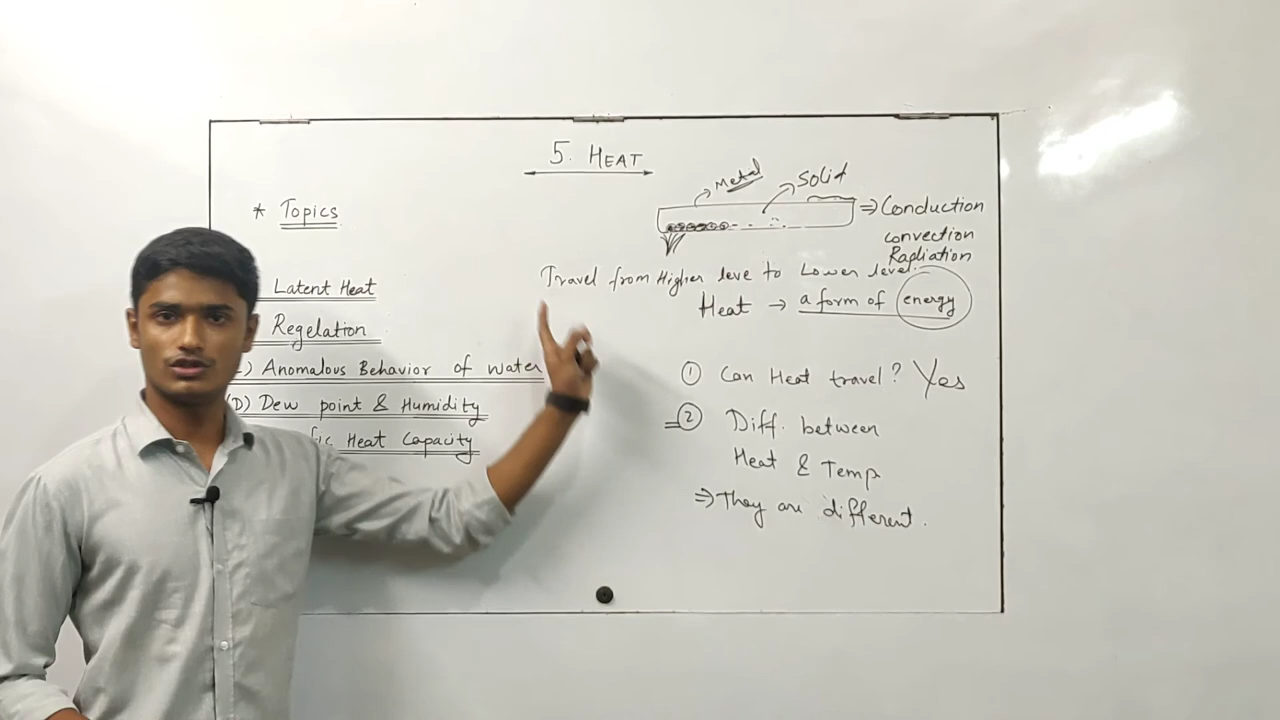 5. HEAT
* Topics
Latent Heat
Regelation
) Anomalous Behavior of water
(D) Dew point & Humidity
fic Heat Capacity
Metal
Solid
⇒ Conduction
convection
Radiation
Travel from Higher leve to Lower level.
Heat → a form of energy
① Can Heat travel? Yes
② Diff. between
Heat & Temp
⇒ They are different.